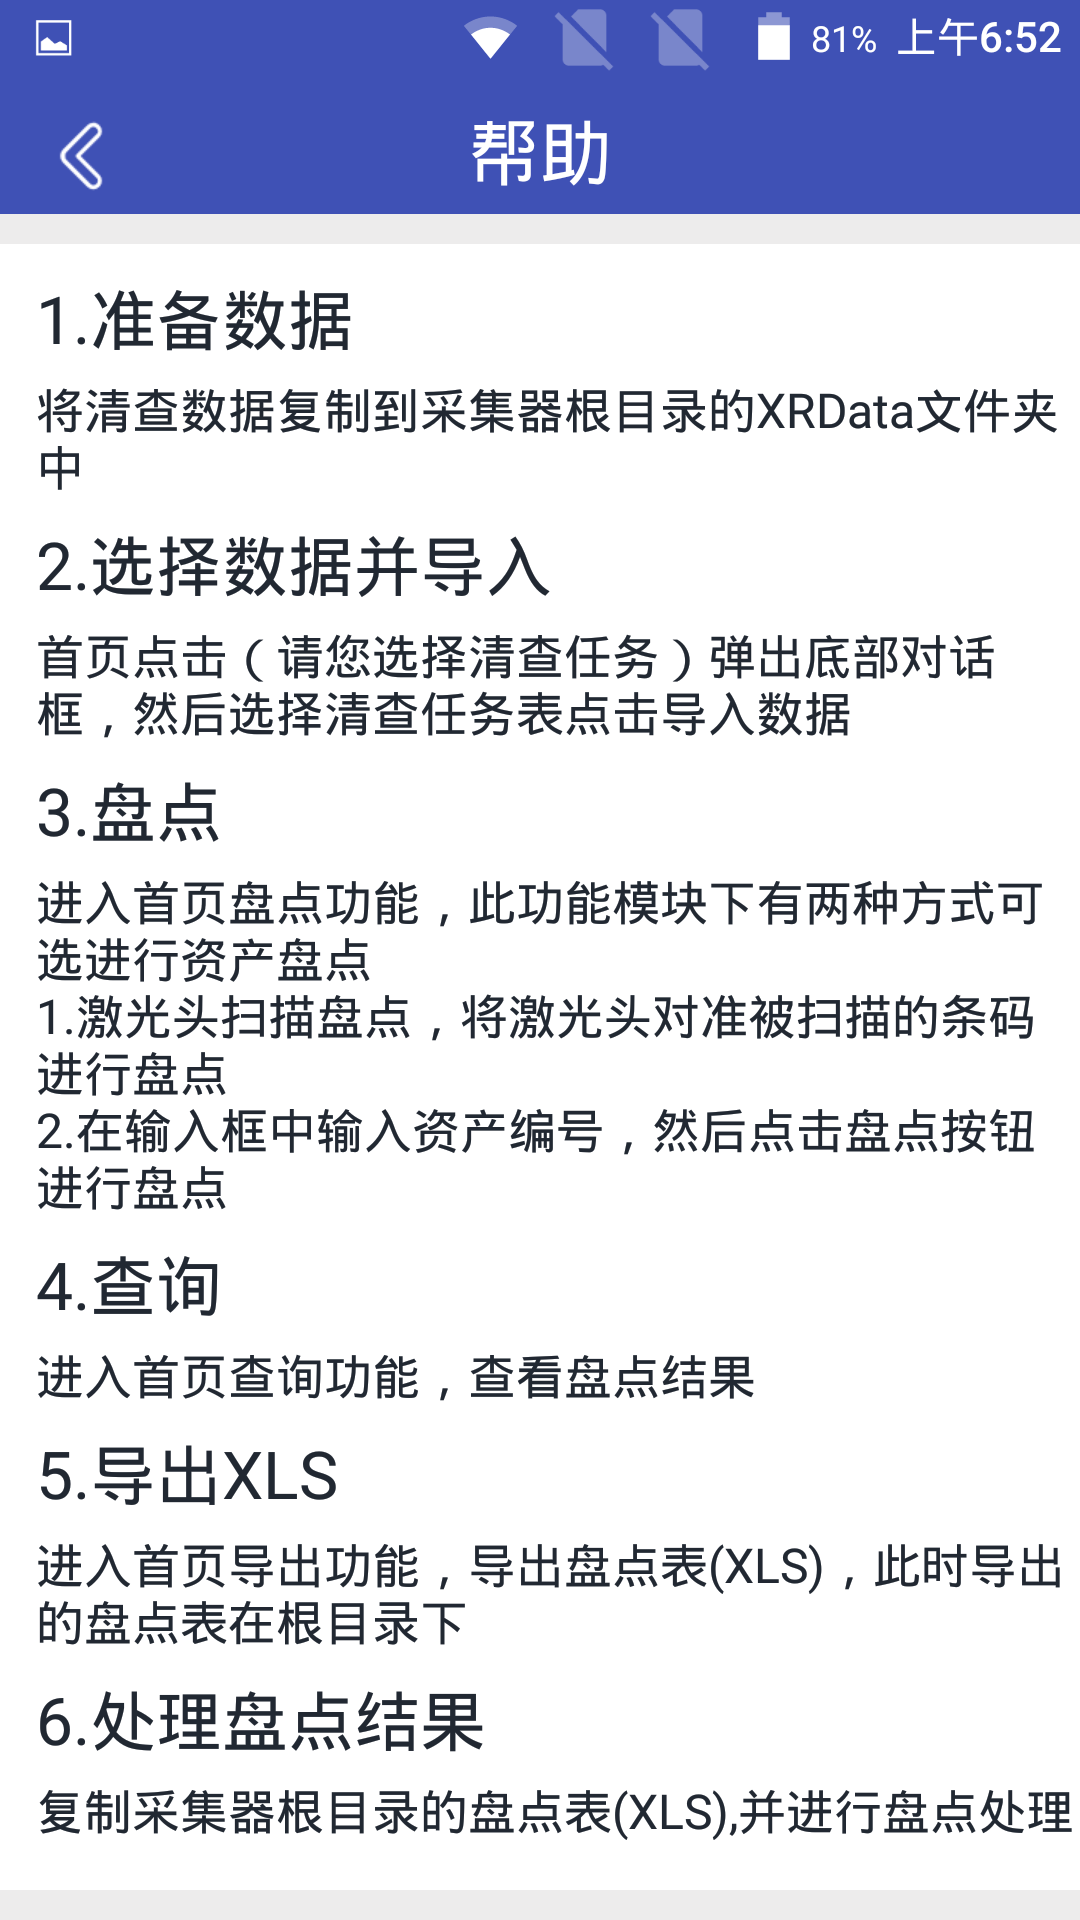 81% 上午6:52
帮助
1.准备数据
将清查数据复制到采集器根目录的XRData文件夹
中
2.选择数据并导入
首页点击（请您选择清查任务）弹出底部对话
框，然后选择清查任务表点击导入数据
3.盘点
进入首页盘点功能，此功能模块下有两种方式可
选进行资产盘点
1.激光头扫描盘点，将激光头对准被扫描的条码
进行盘点
2.在输入框中输入资产编号，然后点击盘点按钮
进行盘点
4.查询
进入首页查询功能，查看盘点结果
5.导出XLS
进入首页导出功能，导出盘点表(XLS)，此时导出
的盘点表在根目录下
6.处理盘点结果
复制采集器根目录的盘点表(XLS),并进行盘点处理